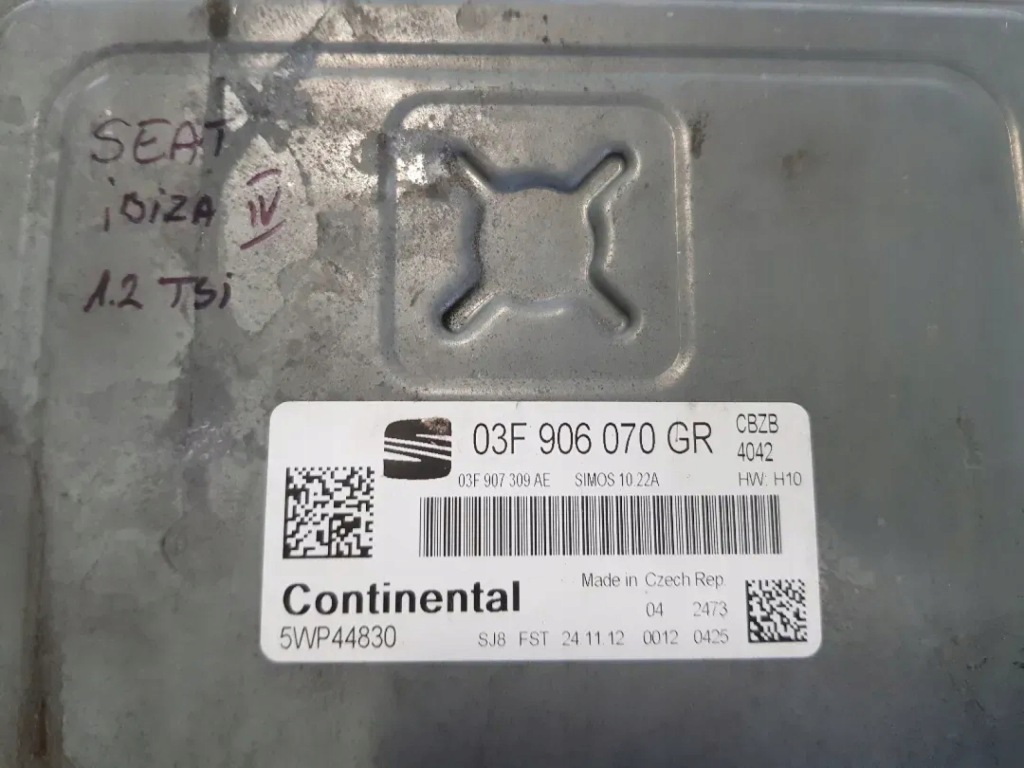 SEAT
iBiZA IV
1.2 TSi
03F 906 070 GR
CBZB
4042
03F 907 309 AE SIMOS 10.22A HW: H10
Continental
Made in Czech Rep.
04 2473
5WP44830 SJ8 FST 24.11.12 0012 0425